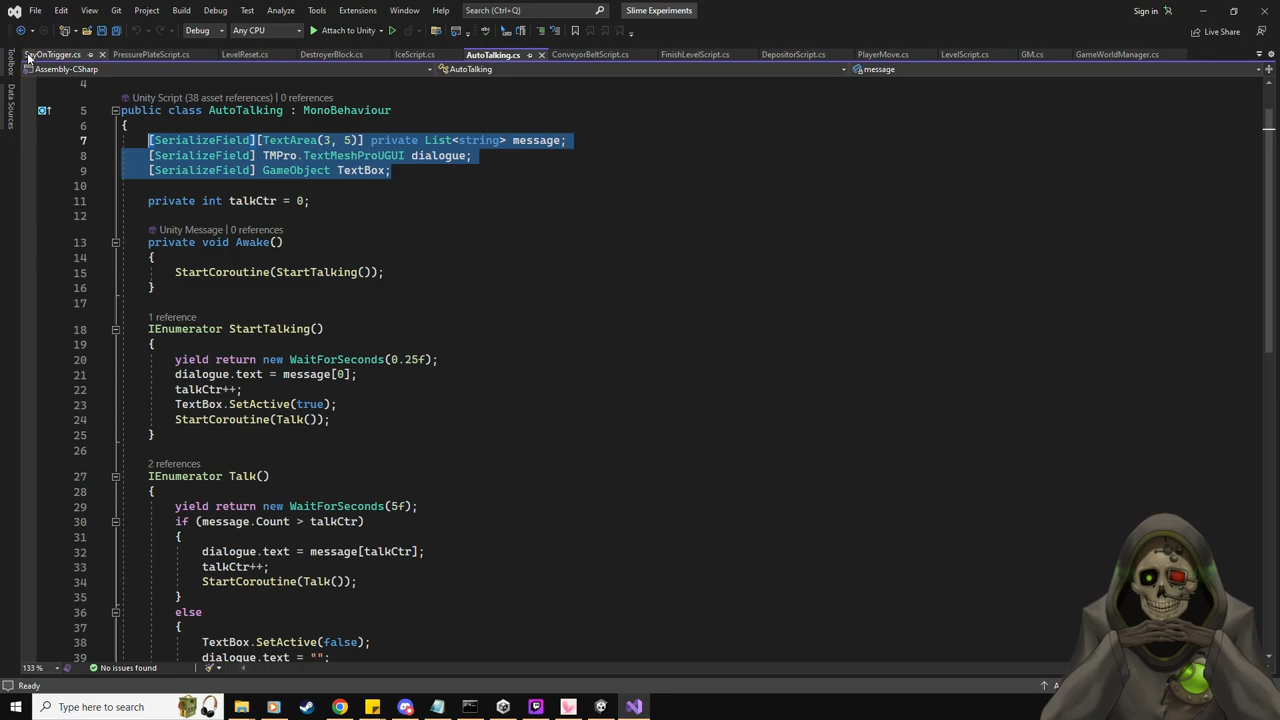 File Edit View Git Project Build Debug Test Analyze Tools Extensions Window Help Search (Ctrl+Q) Slime Experiments Sign in
Debug Any CPU Attach to Unity Live Share
SayOnTrigger.cs PressurePlateScript.cs LevelReset.cs DestroyerBlock.cs IceScript.cs AutoTalking.cs ConveyorBeltScript.cs FinishLevelScript.cs DepositorScript.cs PlayerMove.cs LevelScript.cs GM.cs GameWorldManager.cs
Toolbox
Data Sources
Assembly-CSharp AutoTalking message
4
Unity Script (38 asset references) | 0 references
5 public class AutoTalking : MonoBehaviour
6 {
7 [SerializeField][TextArea(3, 5)] private List<string> message;
8 [SerializeField] TMPro.TextMeshProUGUI dialogue;
9 [SerializeField] GameObject TextBox;
10
11 private int talkCtr = 0;
12
Unity Message | 0 references
13 private void Awake()
14 {
15 StartCoroutine(StartTalking());
16 }
17
1 reference
18 IEnumerator StartTalking()
19 {
20 yield return new WaitForSeconds(0.25f);
21 dialogue.text = message[0];
22 talkCtr++;
23 TextBox.SetActive(true);
24 StartCoroutine(Talk());
25 }
26
2 references
27 IEnumerator Talk()
28 {
29 yield return new WaitForSeconds(5f);
30 if (message.Count > talkCtr)
31 {
32 dialogue.text = message[talkCtr];
33 talkCtr++;
34 StartCoroutine(Talk());
35 }
36 else
37 {
38 TextBox.SetActive(false);
39 dialogue.text = "";
133 % No issues found
Ready
Type here to search